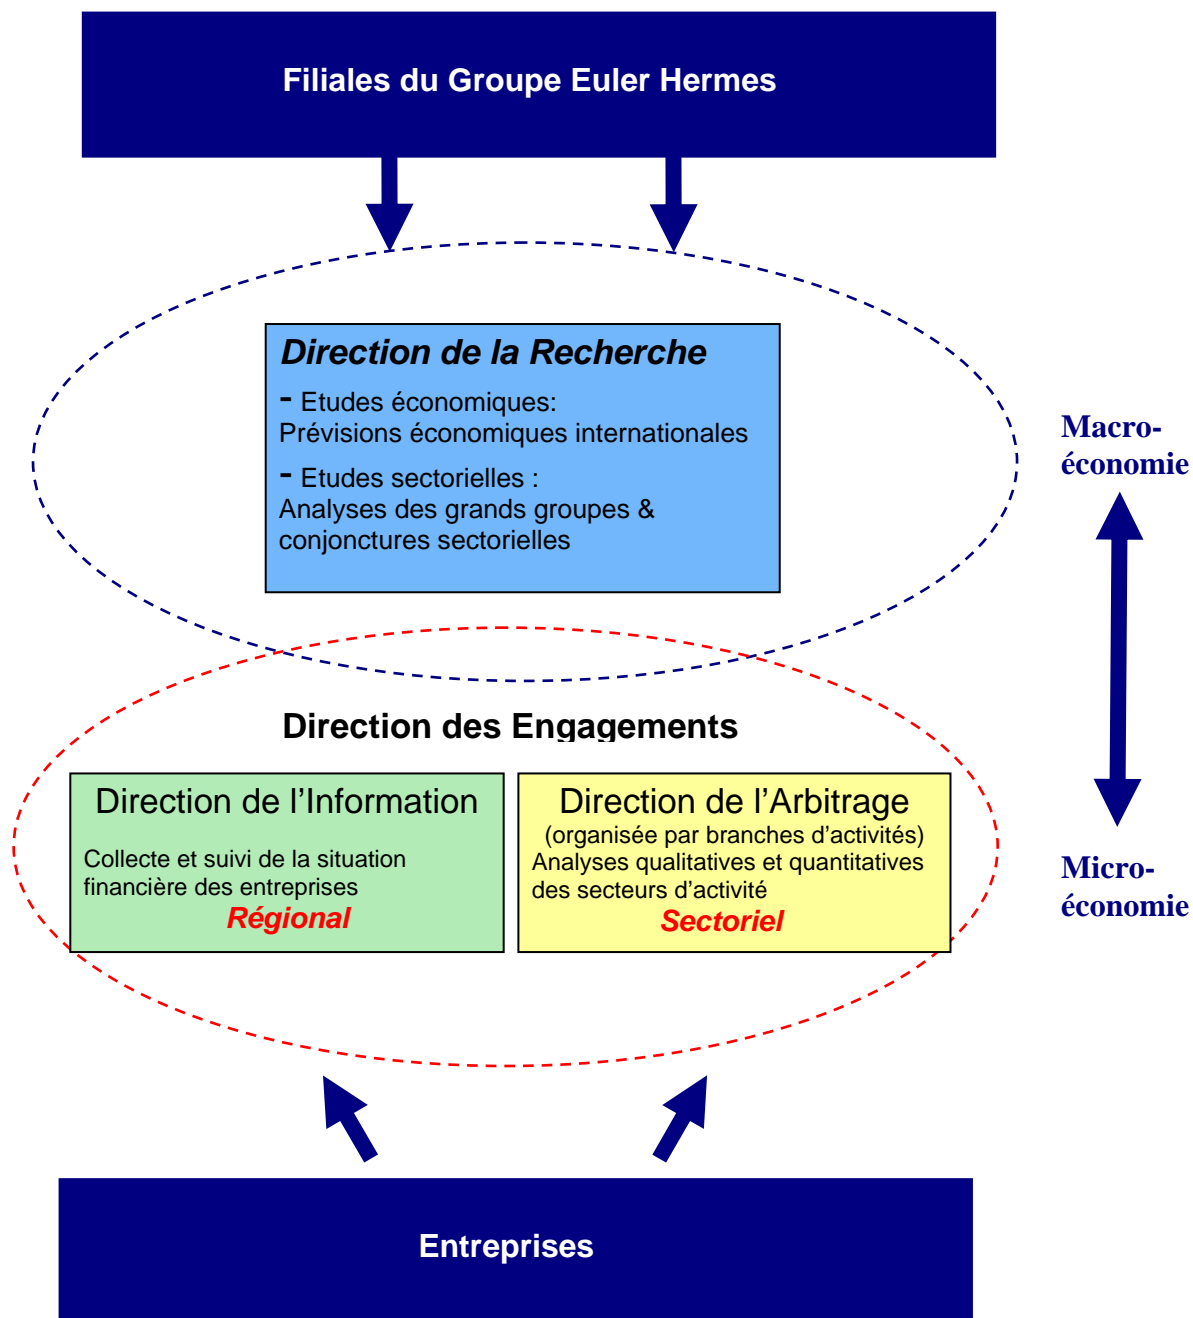 Filiales du Groupe Euler Hermes
Direction de la Recherche
- Etudes économiques:
Prévisions économiques internationales
- Etudes sectorielles :
Analyses des grands groupes &
conjonctures sectorielles
Macro-
économie
Direction des Engagements
Direction de l’Information
Collecte et suivi de la situation
financière des entreprises
Régional
Direction de l’Arbitrage
(organisée par branches d’activités)
Analyses qualitatives et quantitatives
des secteurs d’activité
Sectoriel
Micro-
économie
Entreprises